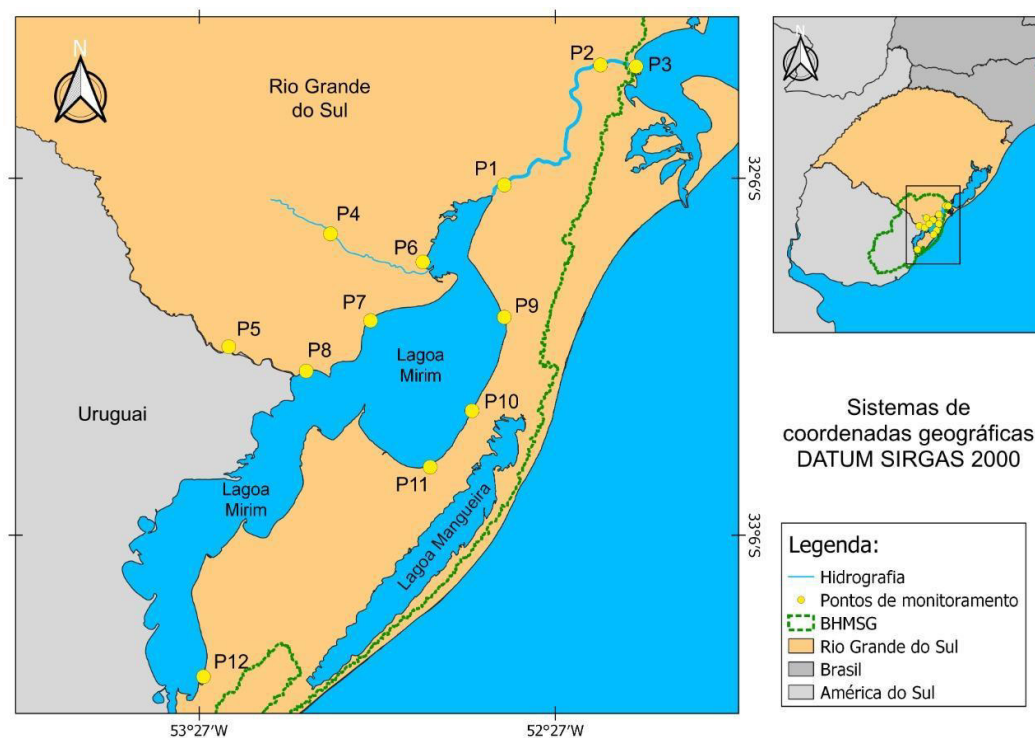 N
Rio Grande
do Sul
P2
P3
P1
P4
P6
P7
P9
P5
P8
Lagoa
Mirim
Uruguai
P10
P11
Lagoa
Mirim
Lagoa Mangueira
P12
32°6'S
33°6'S
53°27'W
52°27'W
N
Sistemas de
coordenadas geográficas
DATUM SIRGAS 2000
Legenda:
Hidrografia
Pontos de monitoramento
BHMSG
Rio Grande do Sul
Brasil
América do Sul